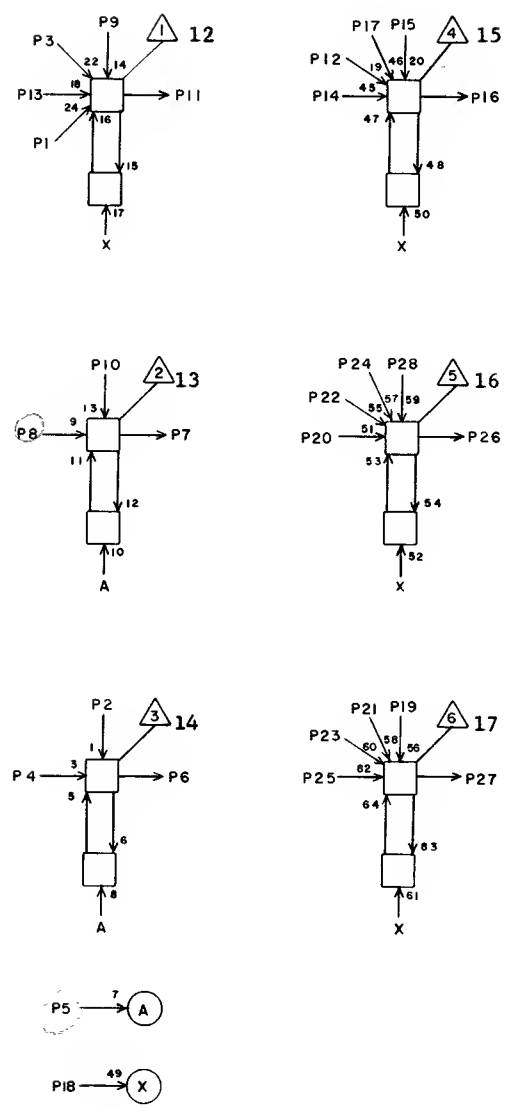 P9 1 12
P3 22 14
P13 18 P11
24 16
P1
15
17
X
P17 P15 4 15
P12 19 46 20
P14 45 P16
47
48
50
X
P10 2 13
13
P8 9 P7
11
12
10
A
P24 P28 5 16
P22 55 57 59
P20 51 P26
53
54
52
X
P2 3 14
1
P4 3 P6
5
6
8
A
P21 P19 6 17
P23 60 58 56
P25 62 P27
64
63
61
X
P5 7 A
P18 49 X